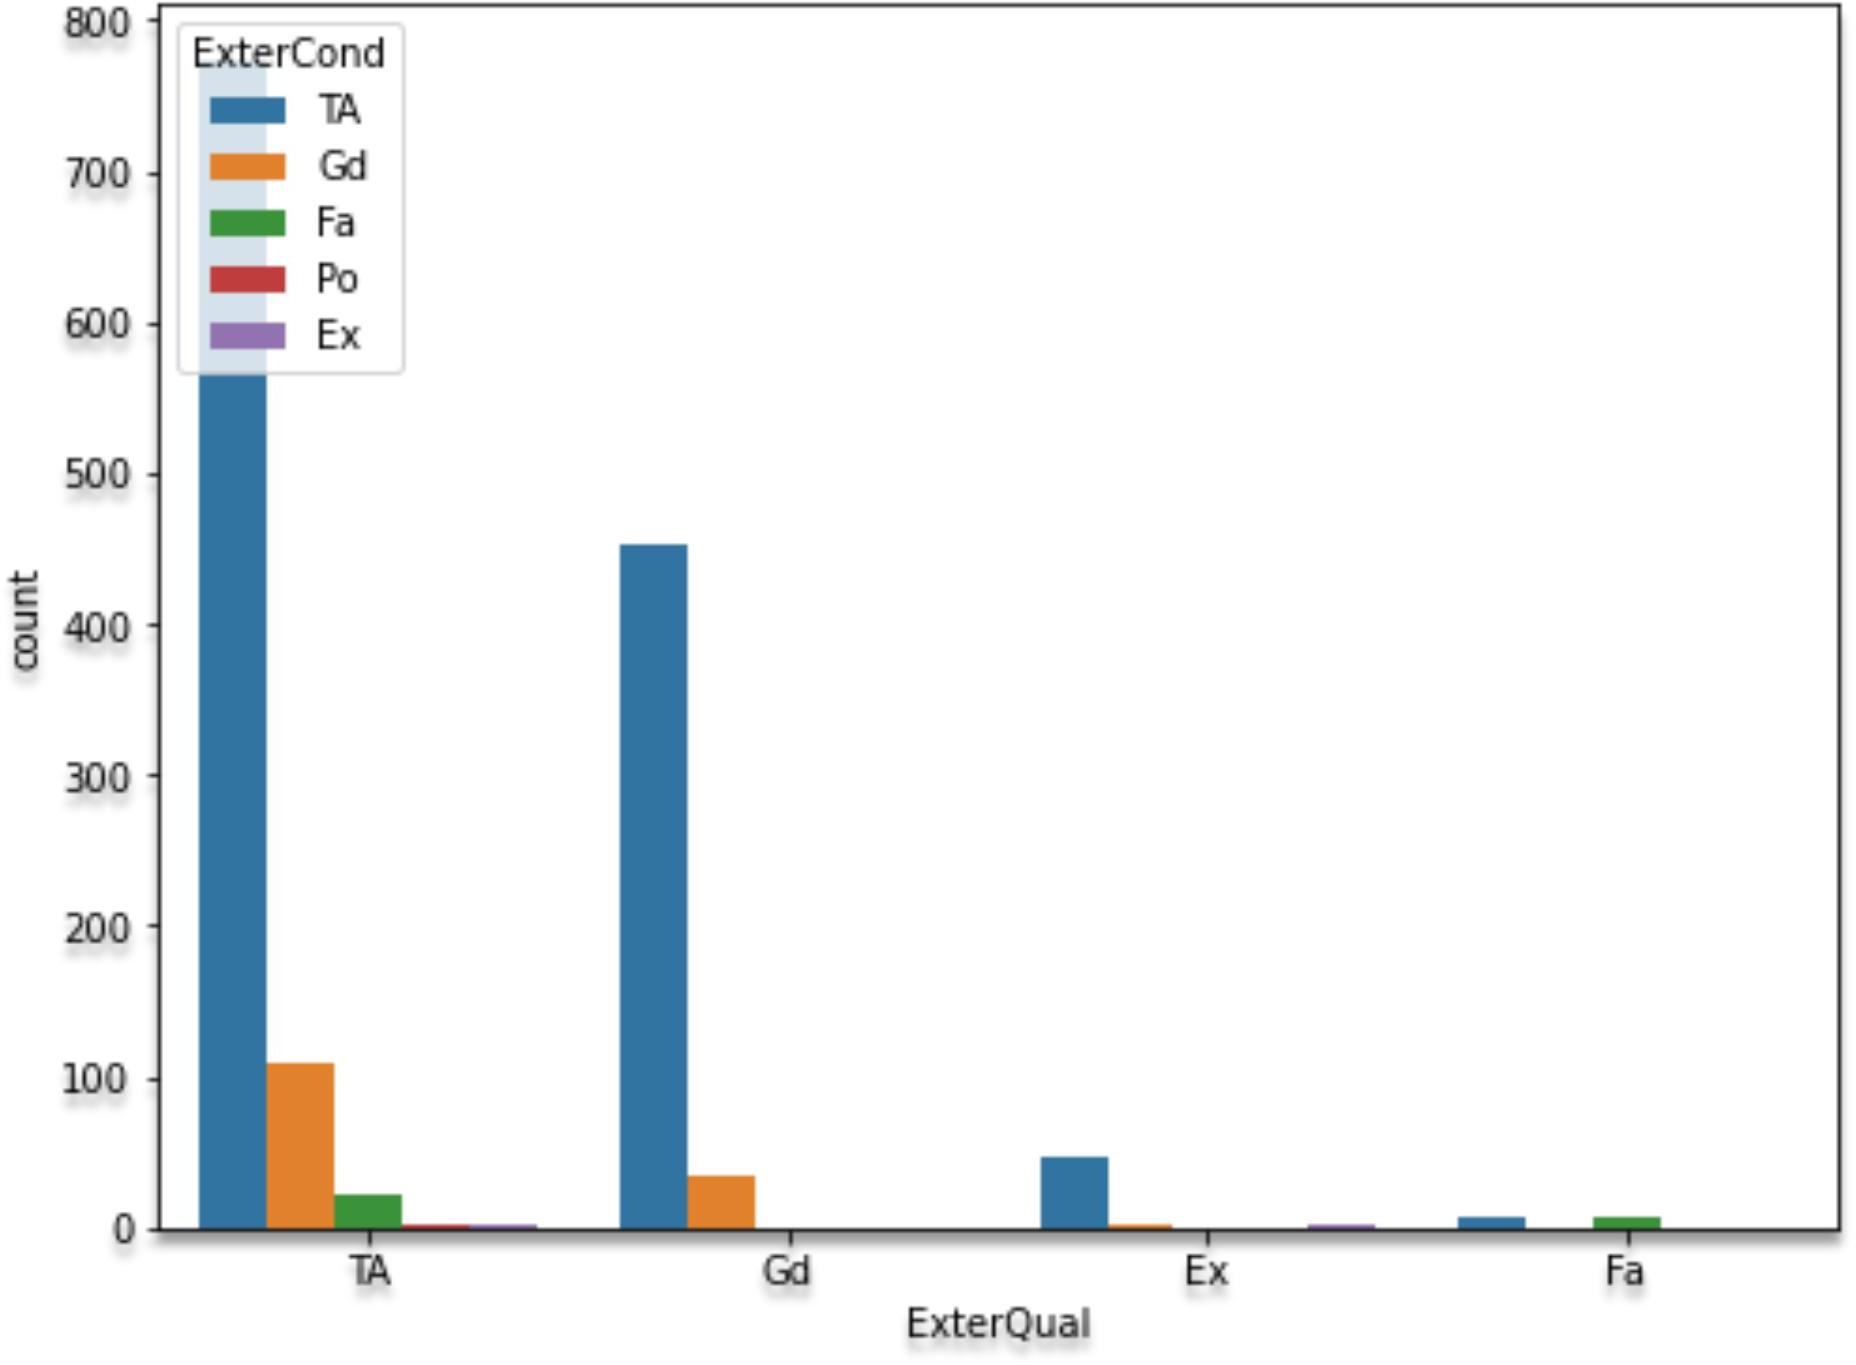 800
700
600
500
400
300
200
100
0
count
ExterCond
TA
Gd
Fa
Po
Ex
TA Gd Ex Fa
ExterQual